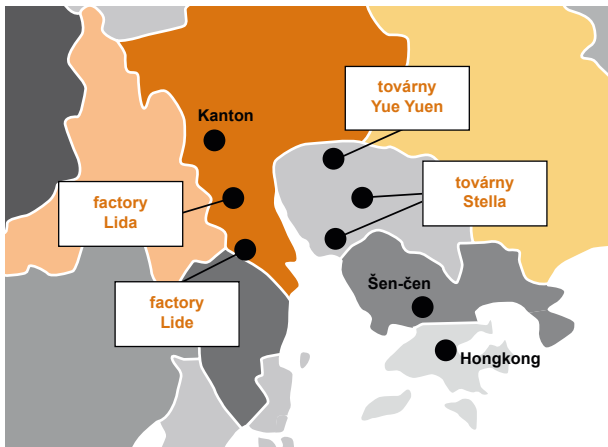 továrny
Yue Yuen
Kanton
factory
Lida
továrny
Stella
factory
Lide
Šen-čen
Hongkong